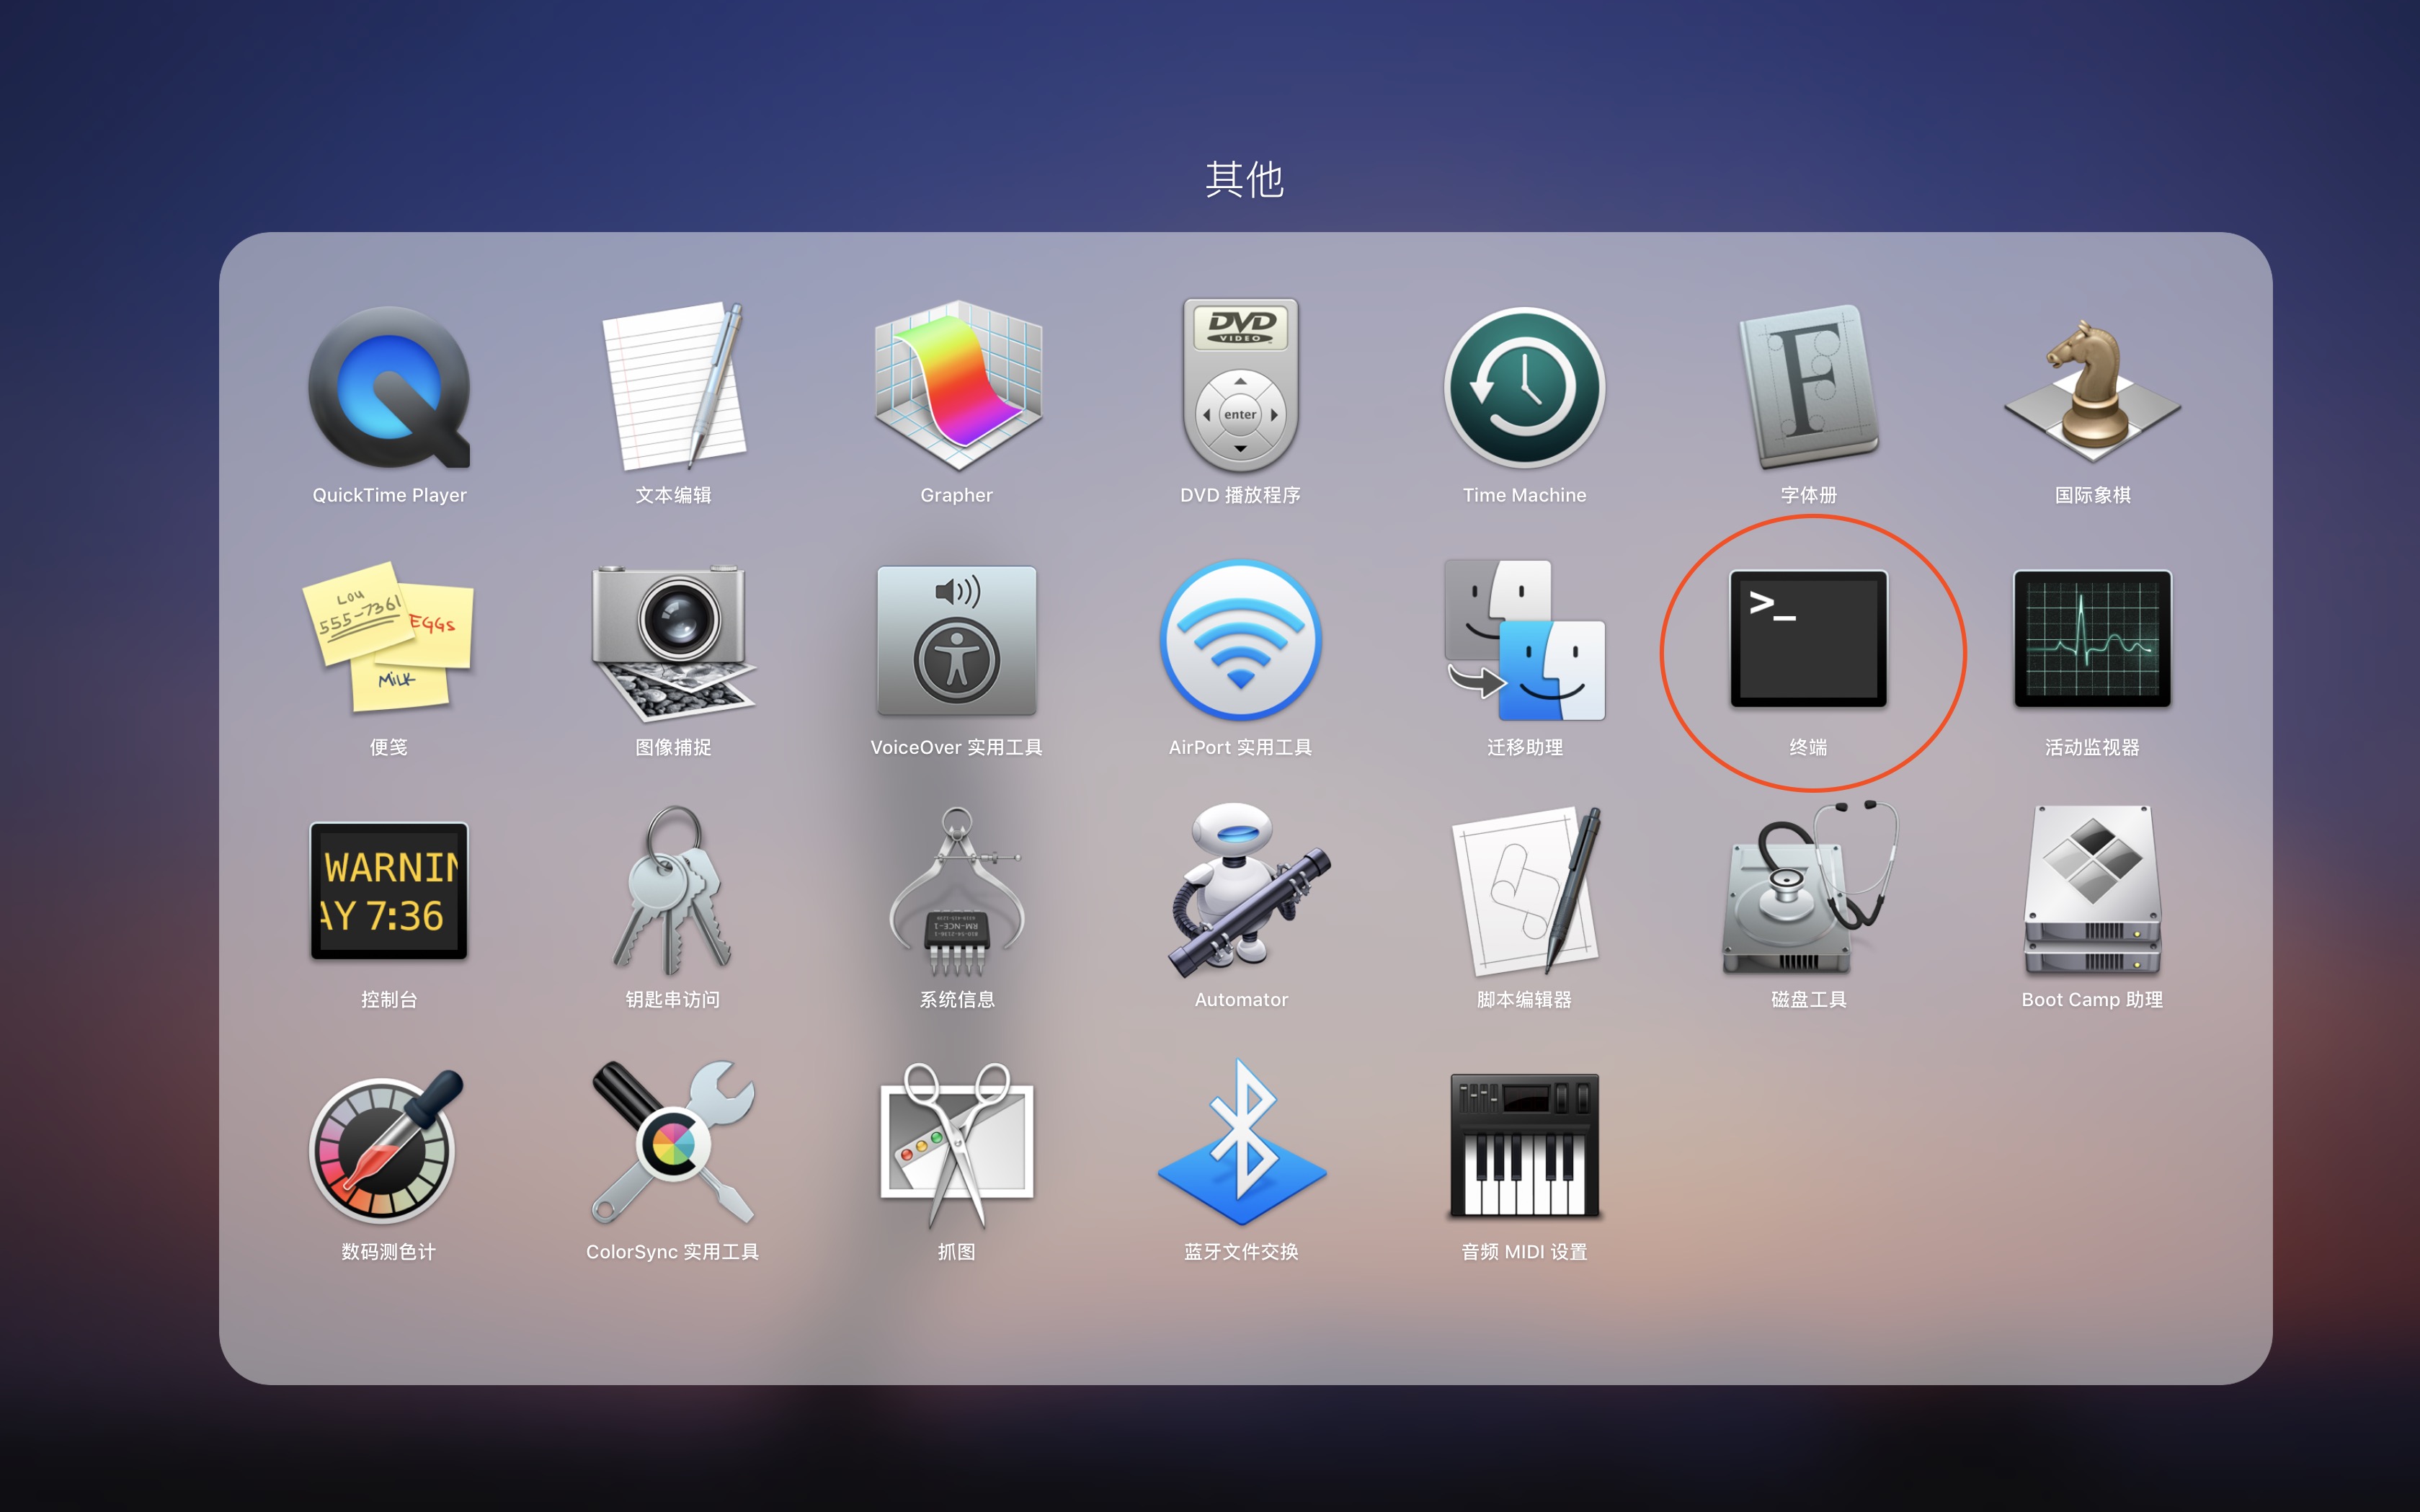 其他
DVD
VIDEO
enter
F
QuickTime Player
文本编辑
Grapher
DVD 播放程序
Time Machine
字体册
国际象棋
Lou
555-7361
EGGs
MiLK
>_
便笺
图像捕捉
VoiceOver 实用工具
AirPort 实用工具
迁移助理
终端
活动监视器
WARNIN
AY 7:36
RM-NCE-1
控制台
钥匙串访问
系统信息
Automator
脚本编辑器
磁盘工具
Boot Camp 助理
数码测色计
ColorSync 实用工具
抓图
蓝牙文件交换
音频 MIDI 设置